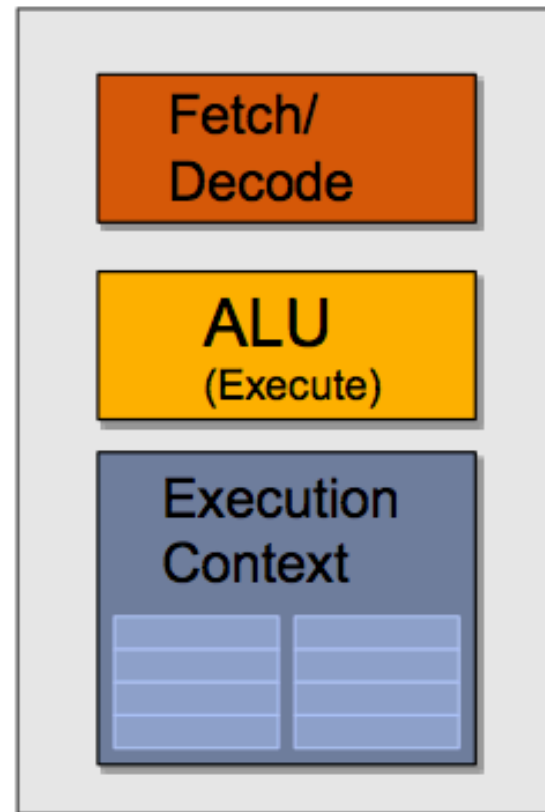 Fetch/
Decode
ALU
(Execute)
Execution
Context